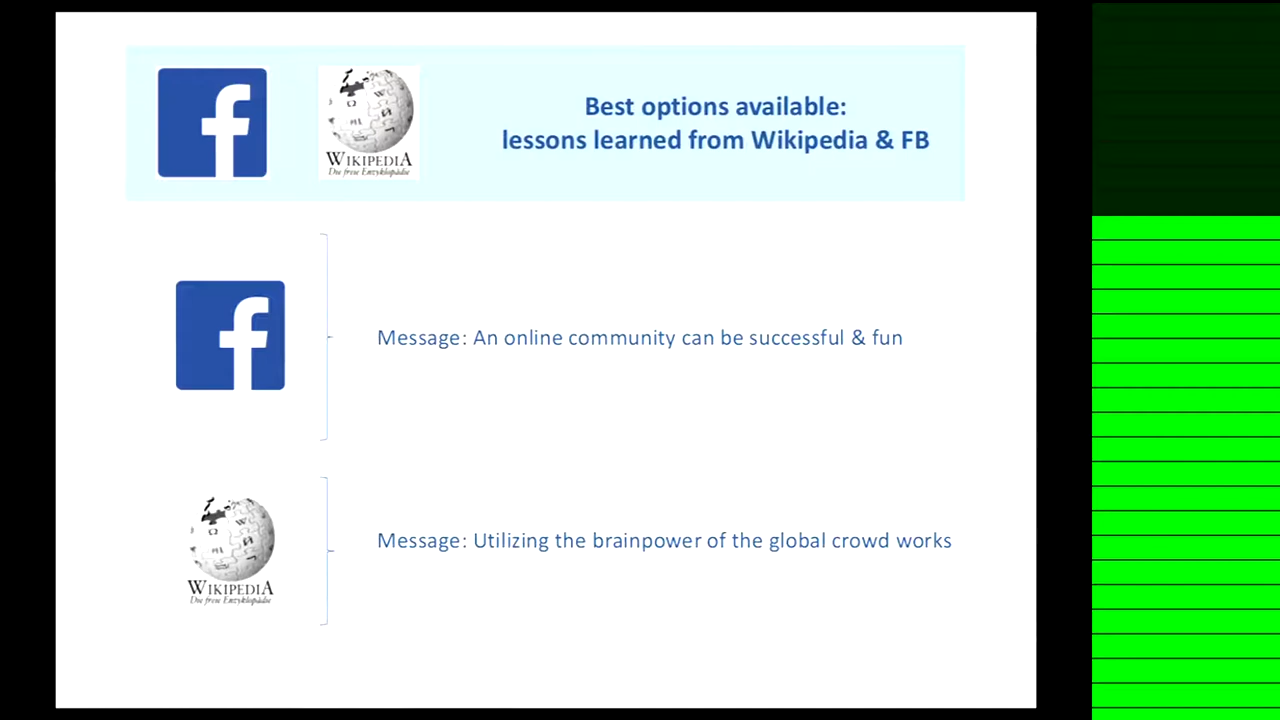 f
WIKIPEDIA
Die freie Enzyklopädie
Best options available:
lessons learned from Wikipedia & FB
f
Message: An online community can be successful & fun
WIKIPEDIA
Die freie Enzyklopädie
Message: Utilizing the brainpower of the global crowd works